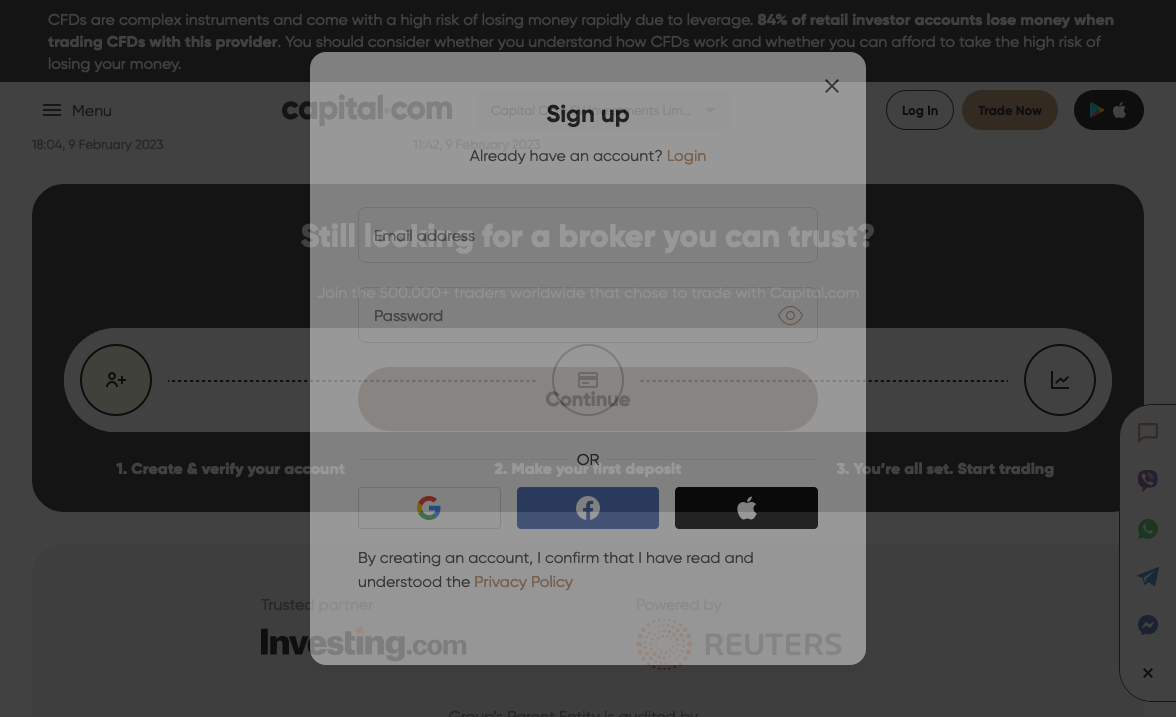 CFDs are complex instruments and come with a high risk of losing money rapidly due to leverage. 84% of retail investor accounts lose money when
trading CFDs with this provider. You should consider whether you understand how CFDs work and whether you can afford to take the high risk of
losing your money.
Menu
capital.com
Capital Com SV Investments Lim...
Log In
Trade Now
Sign up
18:04, 9 February 2023
11:42, 9 February 2023
Already have an account? Login
Still looking for a broker you can trust?
Email address
Join the 500.000+ traders worldwide that chose to trade with Capital.com
Password
Continue
OR
1. Create & verify your account
2. Make your first deposit
3. You're all set. Start trading
By creating an account, I confirm that I have read and
understood the Privacy Policy
Trusted partner
Powered by
Investing.com
REUTERS
Group's Parent Entity is audited by